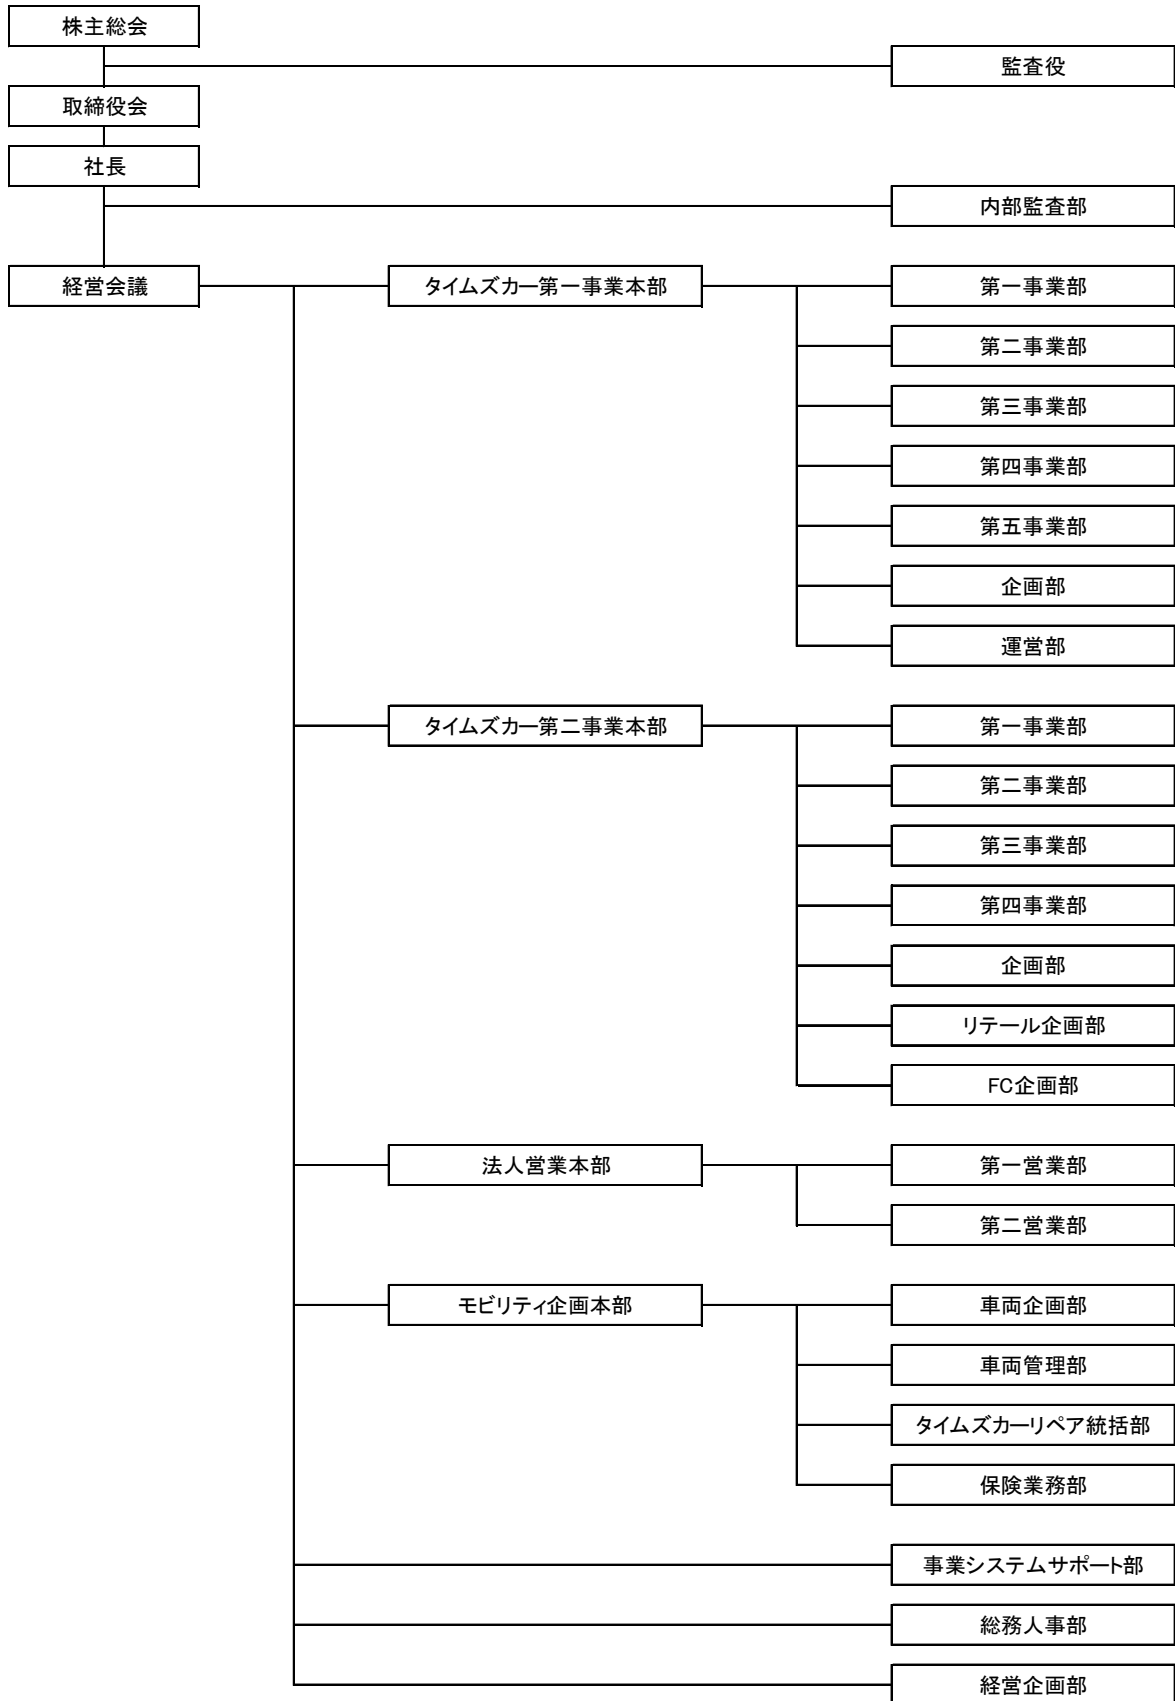 株主総会
監査役
取締役会
社長
内部監査部
経営会議
タイムズカー第一事業本部
第一事業部
第二事業部
第三事業部
第四事業部
第五事業部
企画部
運営部
タイムズカー第二事業本部
第一事業部
第二事業部
第三事業部
第四事業部
企画部
リテール企画部
FC企画部
法人営業本部
第一営業部
第二営業部
モビリティ企画本部
車両企画部
車両管理部
タイムズカーリペア統括部
保険業務部
事業システムサポート部
総務人事部
経営企画部